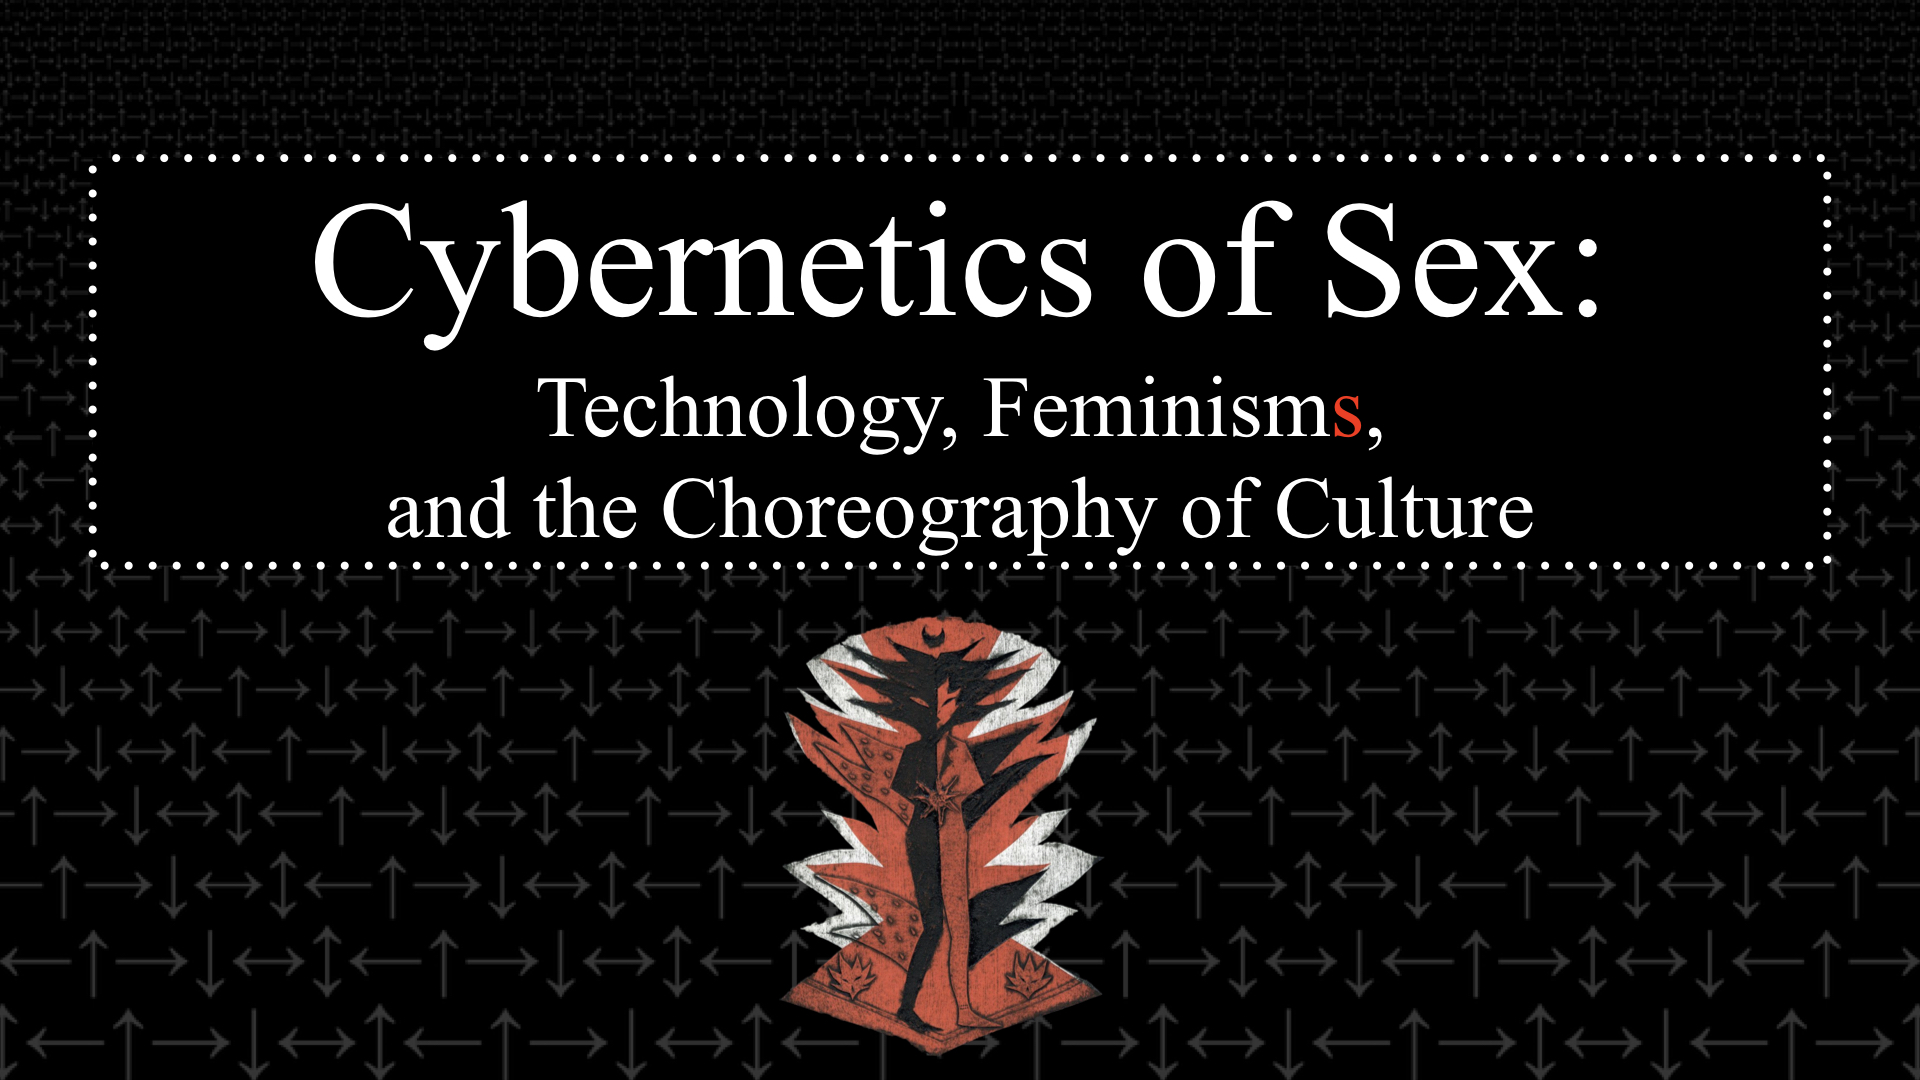 Cybernetics of Sex:
Technology, Feminisms,
and the Choreography of Culture